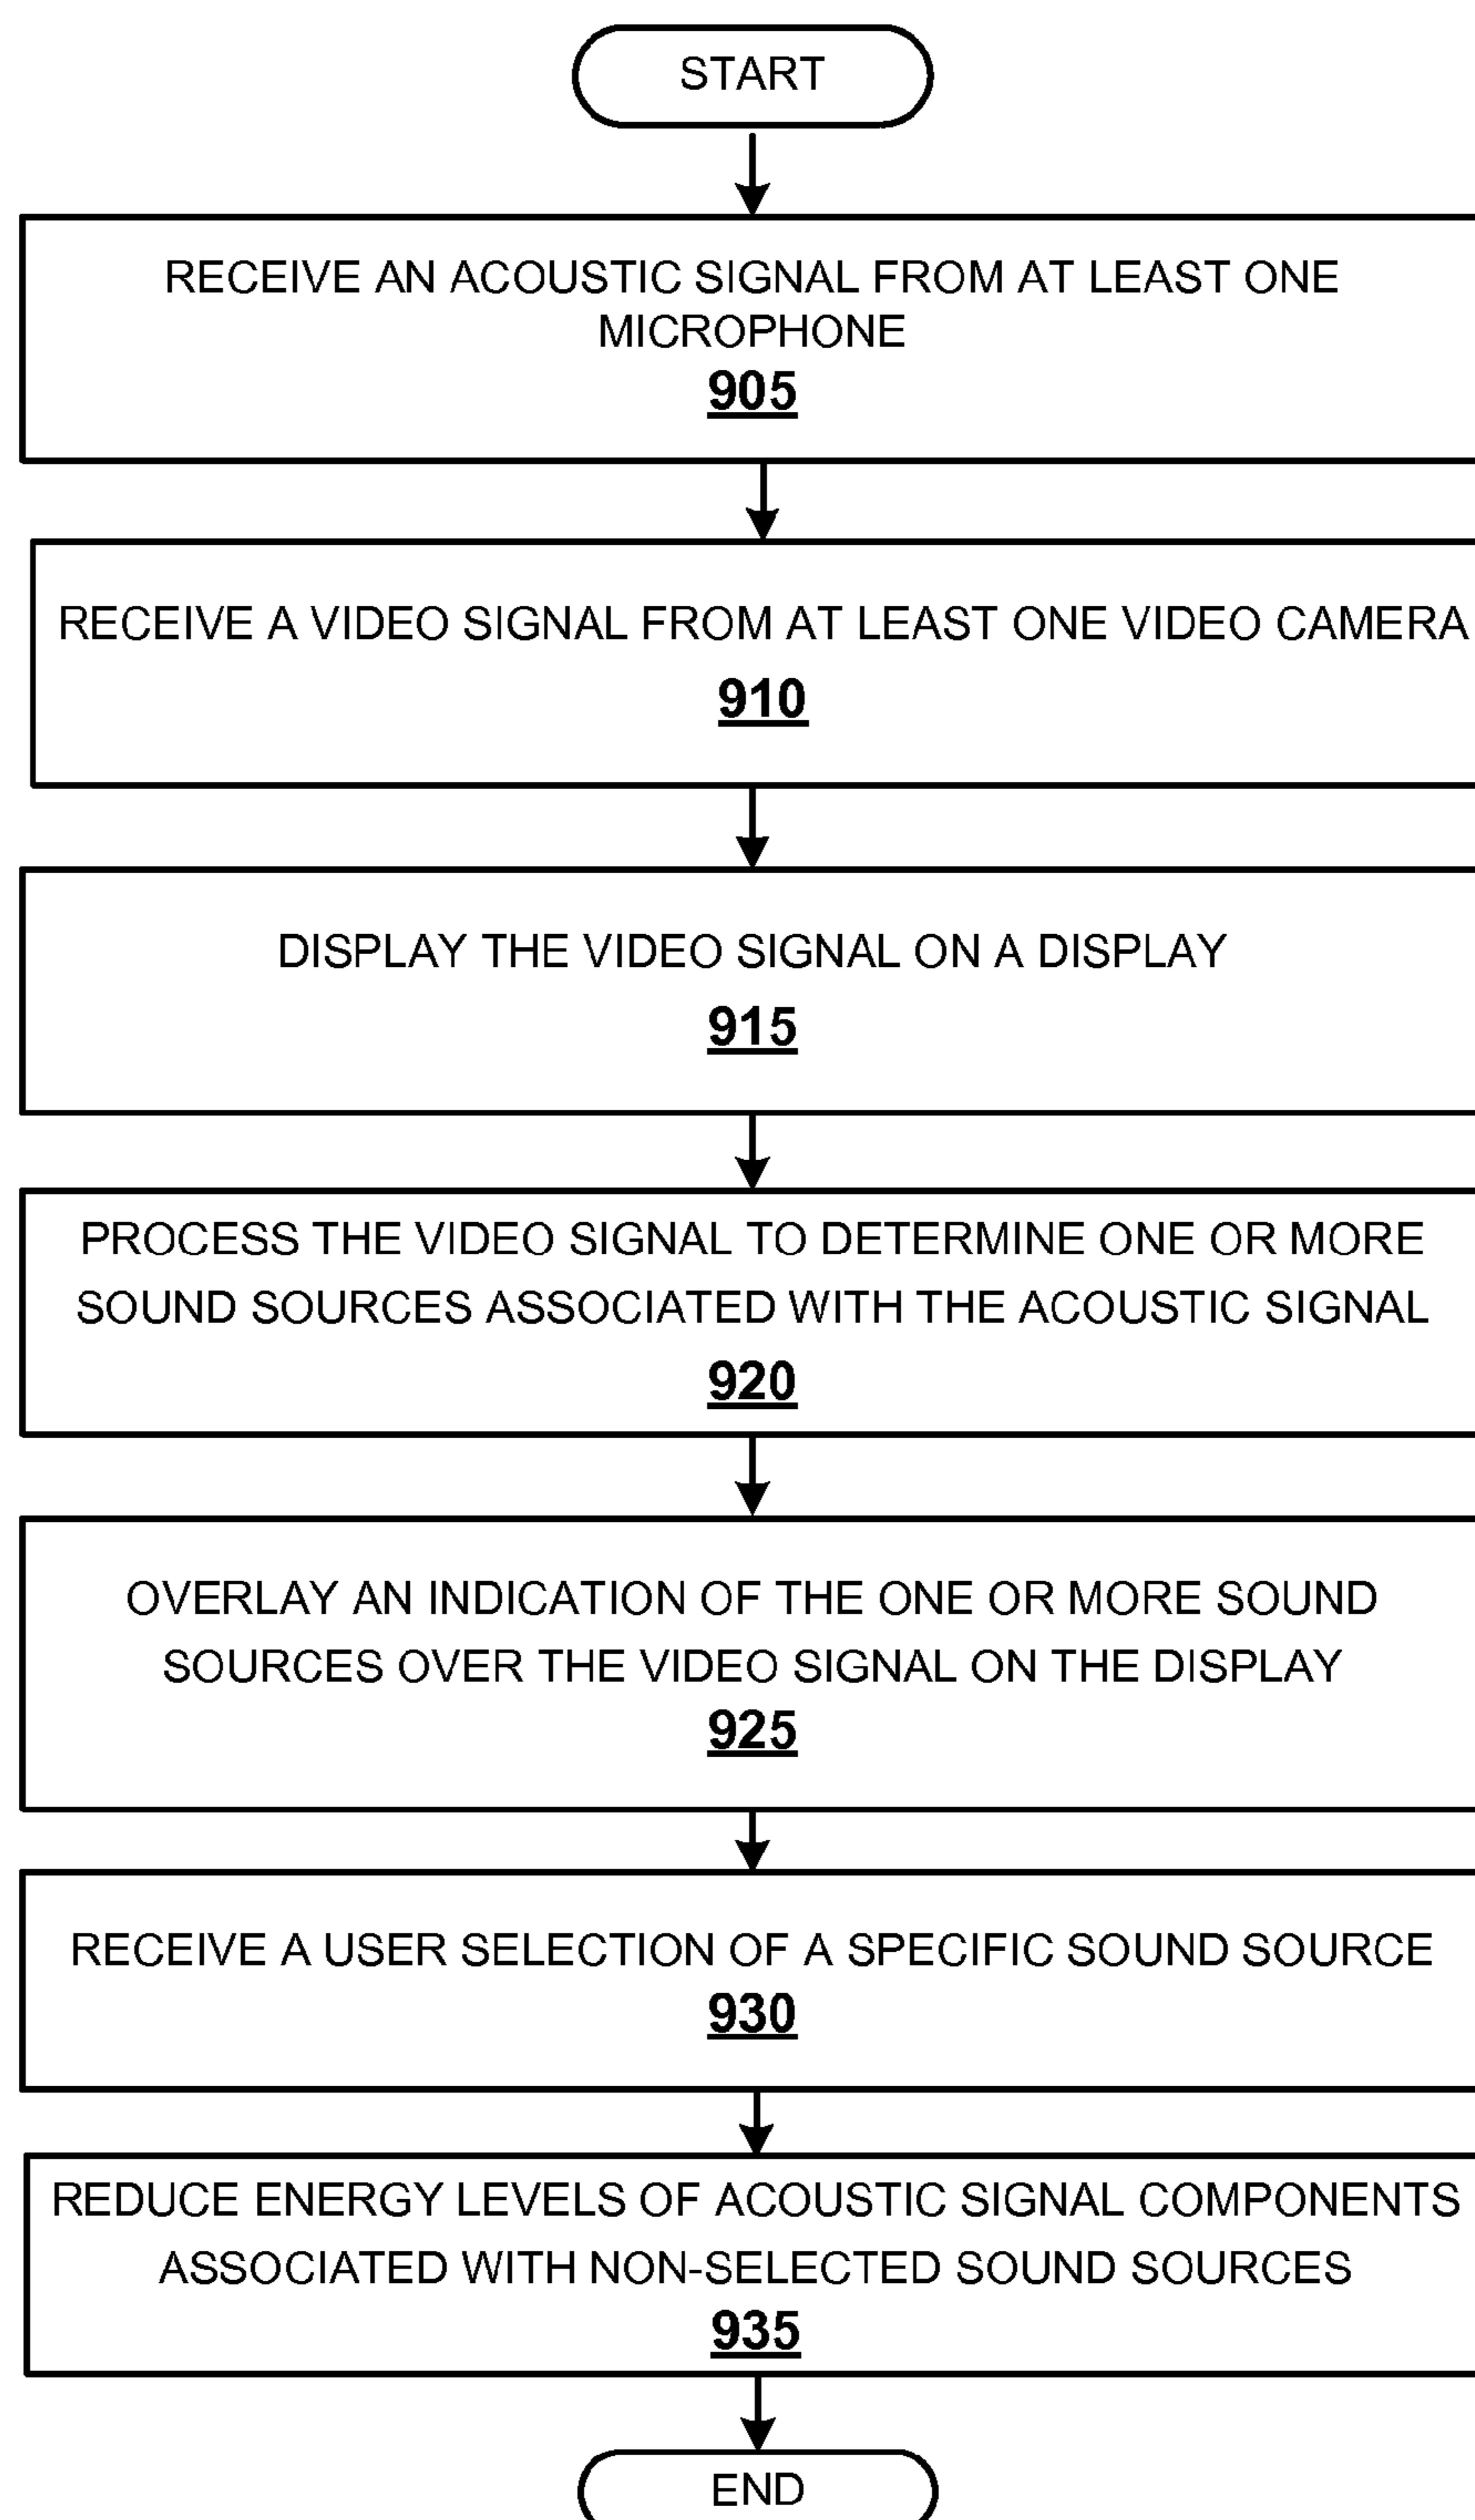 START
RECEIVE AN ACOUSTIC SIGNAL FROM AT LEAST ONE
MICROPHONE
905
RECEIVE A VIDEO SIGNAL FROM AT LEAST ONE VIDEO CAMERA
910
DISPLAY THE VIDEO SIGNAL ON A DISPLAY
915
PROCESS THE VIDEO SIGNAL TO DETERMINE ONE OR MORE
SOUND SOURCES ASSOCIATED WITH THE ACOUSTIC SIGNAL
920
OVERLAY AN INDICATION OF THE ONE OR MORE SOUND
SOURCES OVER THE VIDEO SIGNAL ON THE DISPLAY
925
RECEIVE A USER SELECTION OF A SPECIFIC SOUND SOURCE
930
REDUCE ENERGY LEVELS OF ACOUSTIC SIGNAL COMPONENTS
ASSOCIATED WITH NON-SELECTED SOUND SOURCES
935
END